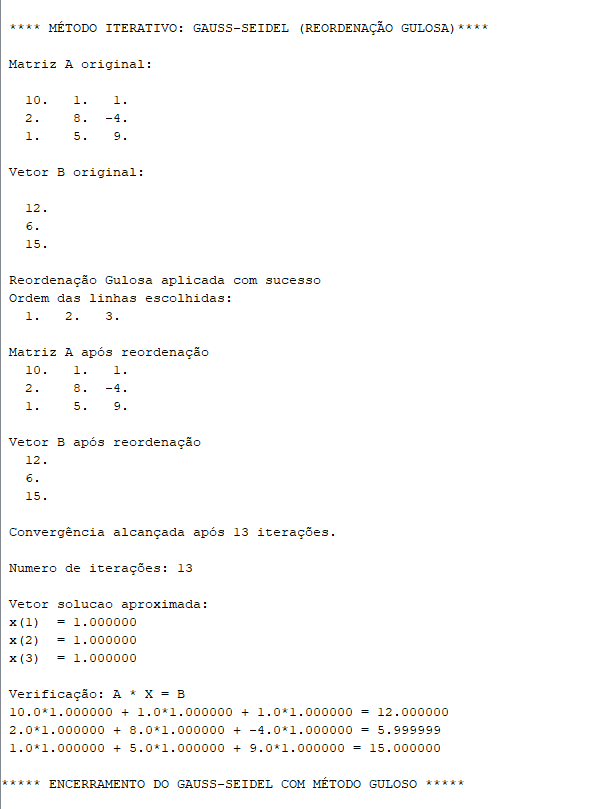 **** MÉTODO ITERATIVO: GAUSS-SEIDEL (REORDENAÇÃO GULOSA)****
Matriz A original:
10. 1. 1.
2. 8. -4.
1. 5. 9.
Vetor B original:
12.
6.
15.
Reordenação Gulosa aplicada com sucesso
Ordem das linhas escolhidas:
1. 2. 3.
Matriz A após reordenação
10. 1. 1.
2. 8. -4.
1. 5. 9.
Vetor B após reordenação
12.
6.
15.
Convergência alcançada após 13 iterações.
Numero de iterações: 13
Vetor solucao aproximada:
x(1) = 1.000000
x(2) = 1.000000
x(3) = 1.000000
Verificação: A * X = B
10.0*1.000000 + 1.0*1.000000 + 1.0*1.000000 = 12.000000
2.0*1.000000 + 8.0*1.000000 + -4.0*1.000000 = 5.999999
1.0*1.000000 + 5.0*1.000000 + 9.0*1.000000 = 15.000000
***** ENCERRAMENTO DO GAUSS-SEIDEL COM MÉTODO GULOSO *****